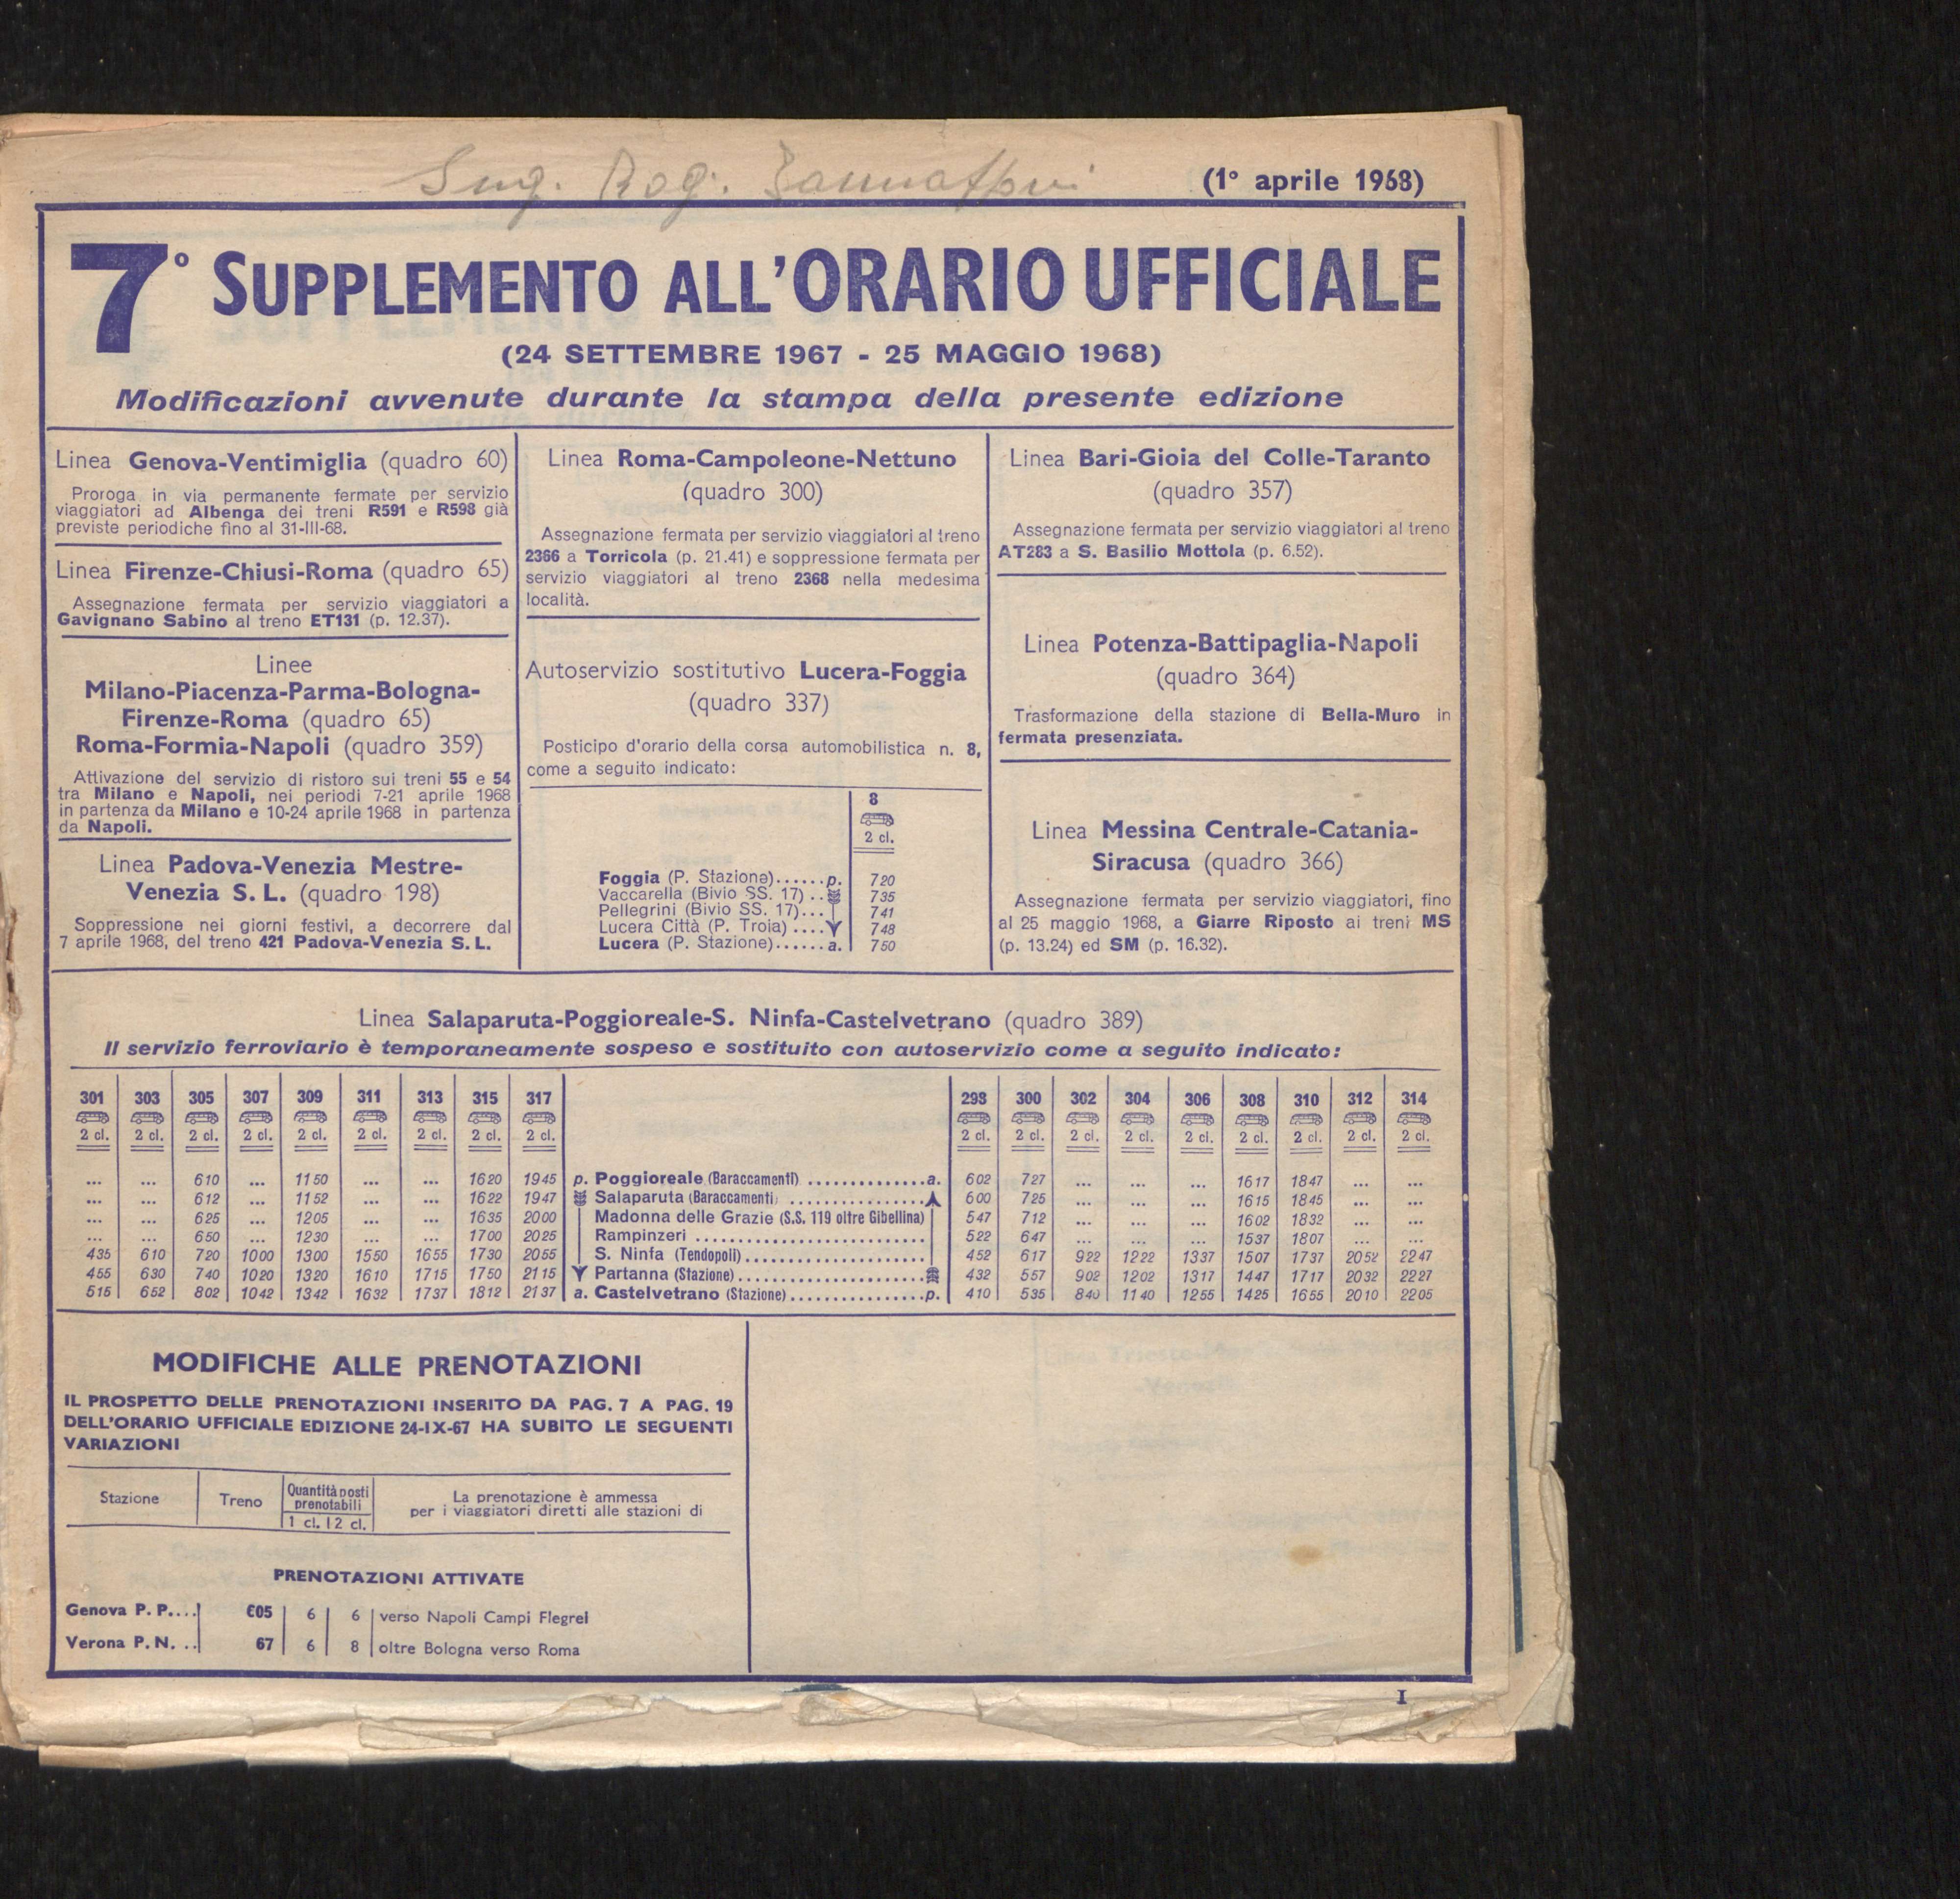 (1° aprile 1968)
7° SUPPLEMENTO ALL'ORARIO UFFICIALE
(24 SETTEMBRE 1967 - 25 MAGGIO 1968)
Modificazioni avvenute durante la stampa della presente edizione
Linea Genova-Ventimiglia (quadro 60)
Proroga in via permanente fermate per servizio
viaggiatori ad Albenga dei treni R591 e R598 già
previste periodiche fino al 31-III-68.
Linea Firenze-Chiusi-Roma (quadro 65)
Assegnazione fermata per servizio viaggiatori a
Gavignano Sabino al treno ET131 (p. 12.37).
Linee
Milano-Piacenza-Parma-Bologna-
Firenze-Roma (quadro 65)
Roma-Formia-Napoli (quadro 359)
Attivazione del servizio di ristoro sui treni 55 e 54
tra Milano e Napoli, nei periodi 7-21 aprile 1968
in partenza da Milano e 10-24 aprile 1968 in partenza
da Napoli.
Linea Padova-Venezia Mestre-
Venezia S. L. (quadro 198)
Soppressione nei giorni festivi, a decorrere dal
7 aprile 1968, del treno 421 Padova-Venezia S. L.
Linea Roma-Campoleone-Nettuno
(quadro 300)
Assegnazione fermata per servizio viaggiatori al treno
2366 a Torricola (p. 21.41) e soppressione fermata per
servizio viaggiatori al treno 2368 nella medesima
località.
Autoservizio sostitutivo Lucera-Foggia
(quadro 337)
Posticipo d'orario della corsa automobilistica n. 8,
come a seguito indicato:
8
2 cl.
Foggia (P. Stazione)......p. 720
Vaccarella (Bivio SS. 17) .. 735
Pellegrini (Bivio SS. 17)... 741
Lucera Città (P. Troia) .... 748
Lucera (P. Stazione)......a. 750
Linea Bari-Gioia del Colle-Taranto
(quadro 357)
Assegnazione fermata per servizio viaggiatori al treno
AT283 a S. Basilio Mottola (p. 6.52).
Linea Potenza-Battipaglia-Napoli
(quadro 364)
Trasformazione della stazione di Bella-Muro in
fermata presenziata.
Linea Messina Centrale-Catania-
Siracusa (quadro 366)
Assegnazione fermata per servizio viaggiatori, fino
al 25 maggio 1968, a Giarre Riposto ai treni MS
(p. 13.24) ed SM (p. 16.32).
Linea Salaparuta-Poggioreale-S. Ninfa-Castelvetrano (quadro 389)
Il servizio ferroviario è temporaneamente sospeso e sostituito con autoservizio come a seguito indicato:
301 303 305 307 309 311 313 315 317 298 300 302 304 306 308 310 312 314
2 cl. 2 cl. 2 cl. 2 cl. 2 cl. 2 cl. 2 cl. 2 cl. 2 cl. 2 cl. 2 cl. 2 cl. 2 cl. 2 cl. 2 cl. 2 cl. 2 cl. 2 cl.
... ... 610 ... 1150 ... ... 1620 1945 p. Poggioreale (Baraccamenti) ..............a. 602 727 ... ... ... 1617 1847 ... ...
... ... 612 ... 1152 ... ... 1622 1947 Salaparuta (Baraccamenti) ................ 600 725 ... ... ... 1615 1845 ... ...
... ... 625 ... 1205 ... ... 1635 2000 Madonna delle Grazie (S.S. 119 oltre Gibellina) 547 712 ... ... ... 1602 1832 ... ...
... ... 650 ... 1230 ... ... 1700 2025 Rampinzeri ........................... 522 647 ... ... ... 1537 1807 ... ...
435 610 720 1000 1300 1550 1655 1730 2055 S. Ninfa (Tendopoli)..................... 452 617 922 1222 1337 1507 1737 2052 2247
455 630 740 1020 1320 1610 1715 1750 2115 Partanna (Stazione)...................... 432 557 902 1202 1317 1447 1717 2032 2227
515 652 802 1042 1342 1632 1737 1812 2137 a. Castelvetrano (Stazione)................p. 410 535 840 1140 1255 1425 1655 2010 2205
MODIFICHE ALLE PRENOTAZIONI
IL PROSPETTO DELLE PRENOTAZIONI INSERITO DA PAG. 7 A PAG. 19
DELL'ORARIO UFFICIALE EDIZIONE 24-IX-67 HA SUBITO LE SEGUENTI
VARIAZIONI
Stazione Treno Quantità posti prenotabili 1 cl. 2 cl. La prenotazione è ammessa
per i viaggiatori diretti alle stazioni di
PRENOTAZIONI ATTIVATE
Genova P. P.... 605 6 6 verso Napoli Campi Flegrei
Verona P. N. .. 67 6 8 oltre Bologna verso Roma
I